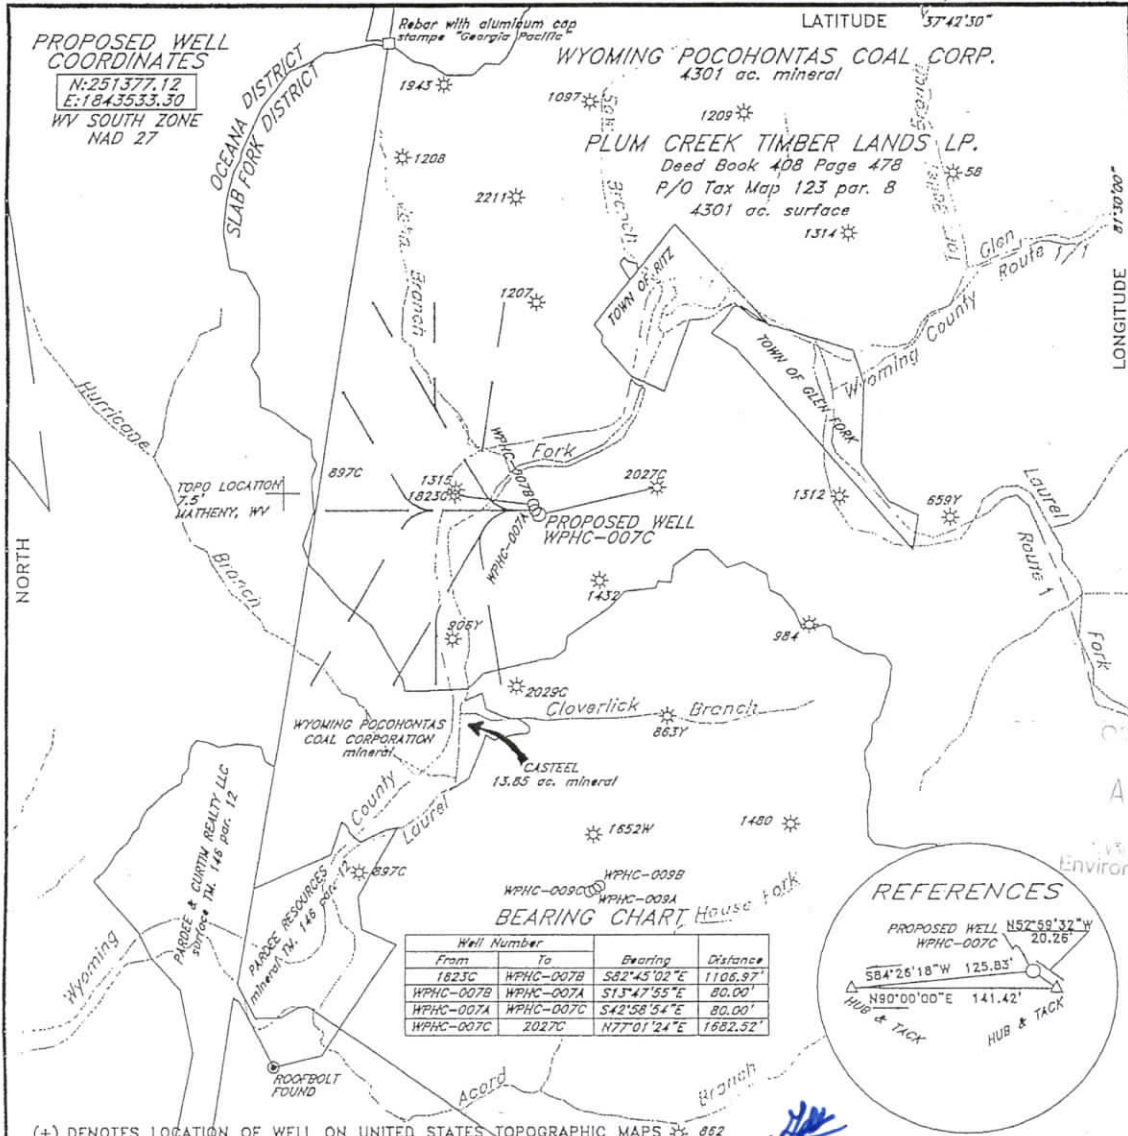 PROPOSED WELL
COORDINATES
N:251377.12
E:1843533.30
WV SOUTH ZONE
NAD 27
Rebar with aluminum cap
stampe "Georgia Pacific"
LATITUDE 37°42'30"
WYOMING POCOHONTAS COAL CORP.
4301 ac. mineral
PLUM CREEK TIMBER LANDS LP.
Deed Book 408 Page 478
P/O Tax Map 123 par. 8
4301 ac. surface
OCEANA DISTRICT
SLAB FORK DISTRICT
1943
1097
1209
1208
2211
58
1314
Branch
Branch
Branch
LONGITUDE 81°30'00"
Glen
Route 1/1
Wyoming County
1207
TOWN OF RITZ
TOWN OF GLEN FORK
Hurricane
Branch
TOPO LOCATION
7.5'
MATHENY, WV
897C
1315
1823C
WPHC-007B
WPHC-007A
Fork
2027C
PROPOSED WELL
WPHC-007C
1312
659Y
Laurel
Route 1
Fork
NORTH
1432
984
905Y
2029C
Cloverlick Branch
863Y
WYOMING POCOHONTAS
COAL CORPORATION
mineral
CASTEEL
13.85 ac. mineral
County
Laurel
1652W
1480
PARDEE & CURTIN REALTY LLC
surface TM. 146 par. 12
PARDEE RESOURCES
mineral TM. 146 par. 12
897C
WPHC-009B
WPHC-009C
WPHC-009A
House Fork
Environ
Wyoming
BEARING CHART
Well Number
From To Bearing Distance
1823C WPHC-007B S82°45'02"E 1106.97'
WPHC-007B WPHC-007A S13°47'55"E 80.00'
WPHC-007A WPHC-007C S42°58'54"E 80.00'
WPHC-007C 2027C N77°01'24"E 1682.52'
REFERENCES
PROPOSED WELL
WPHC-007C
N52°59'32"W
20.26'
S84°26'18"W 125.83'
N90°00'00"E 141.42'
HUB & TACK
HUB & TACK
ROOFBOLT
FOUND
Acord Branch
(+) DENOTES LOCATION OF WELL ON UNITED STATES TOPOGRAPHIC MAPS
862